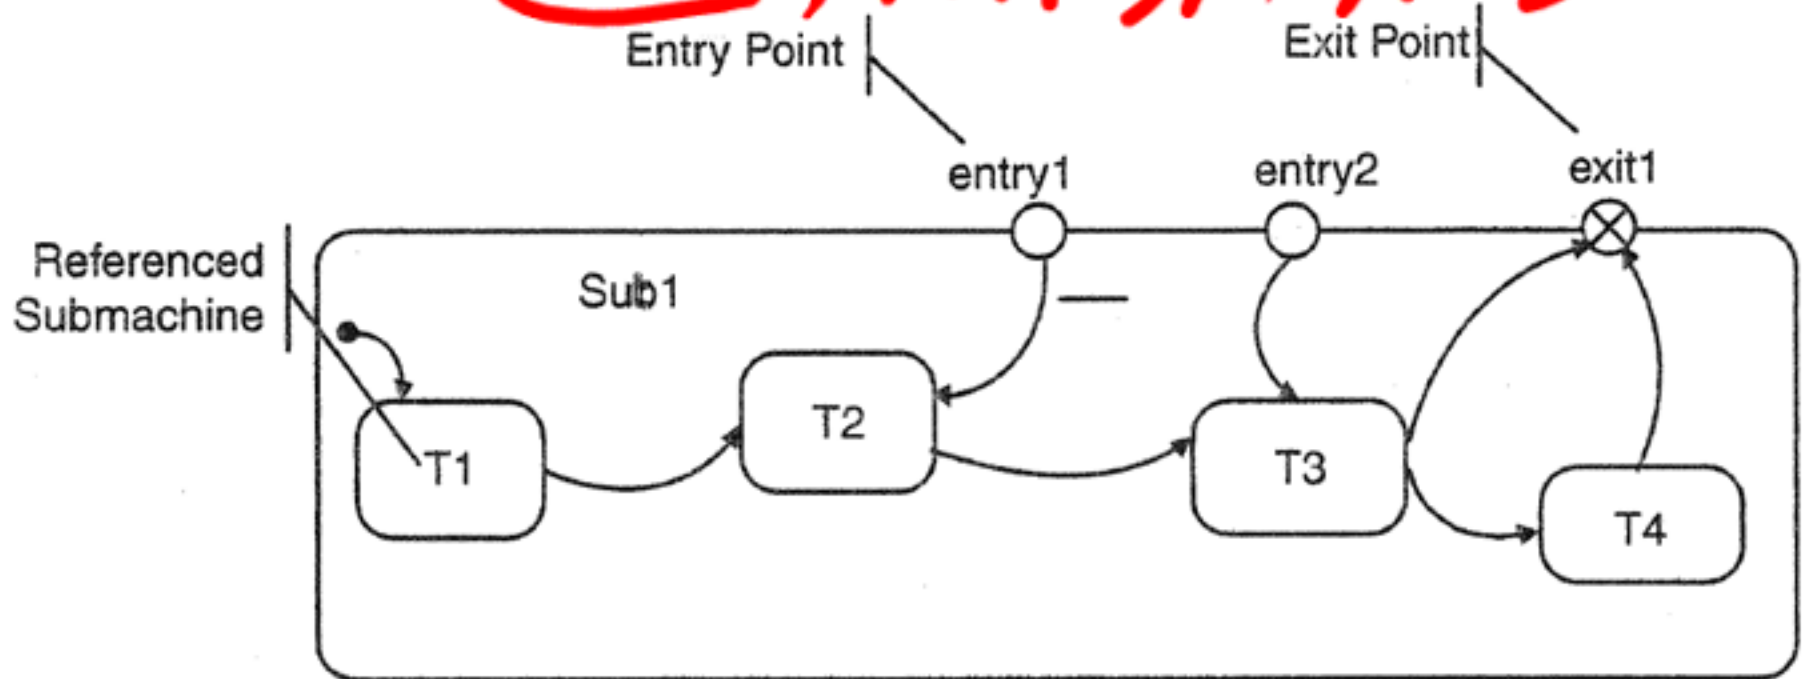 Entry Point
Exit Point
entry1
entry2
exit1
Referenced
Submachine
Sub1
T1
T2
T3
T4